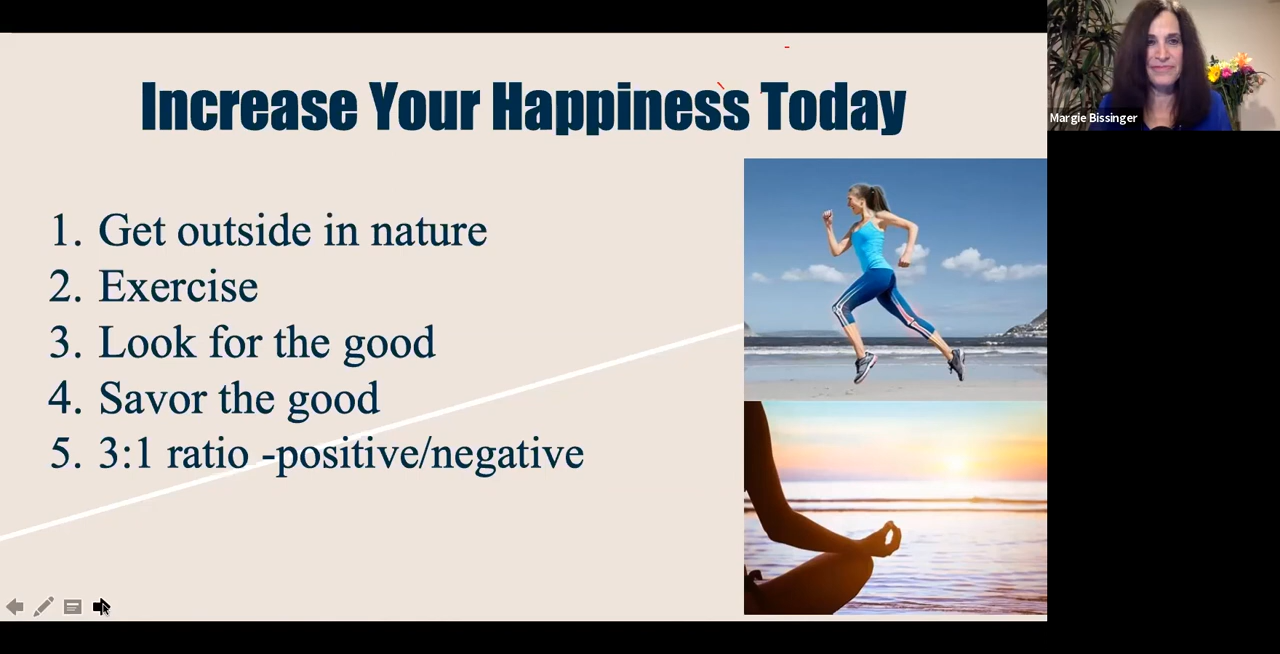 Increase Your Happiness Today
1. Get outside in nature
2. Exercise
3. Look for the good
4. Savor the good
5. 3:1 ratio -positive/negative
Margie Bissinger